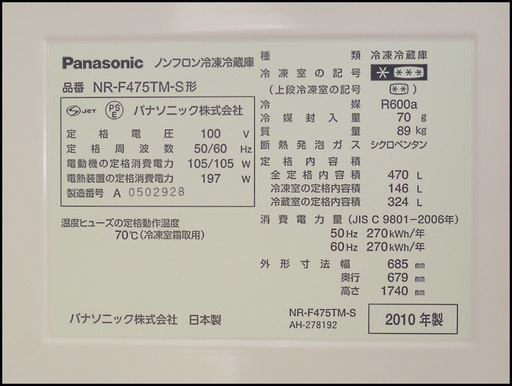 Panasonic ノンフロン冷凍冷蔵庫
品番 NR-F475TM-S形
JET PS E パナソニック株式会社
定格電圧 100 V
定格周波数 50/60 Hz
電動機の定格消費電力 105/105 W
電熱装置の定格消費電力 197 W
製造番号 A 0502928
温度ヒューズの定格動作温度
70℃(冷凍室霜取用)
パナソニック株式会社 日本製
種類 冷凍冷蔵庫
冷凍室の記号 * ***
(上段冷凍室の記号 **)
冷媒 R600a
冷媒封入量 70 g
質量 89 kg
断熱発泡ガス シクロペンタン
定格内容積
全定格内容積 470 L
冷凍室の定格内容積 146 L
冷蔵室の定格内容積 324 L
消費電力量 (JIS C 9801-2006年)
50Hz 270 kWh/年
60Hz 270 kWh/年
外形寸法 幅 685 mm
奥行 679 mm
高さ 1740 mm
NR-F475TM-S
AH-278192
2010 年製